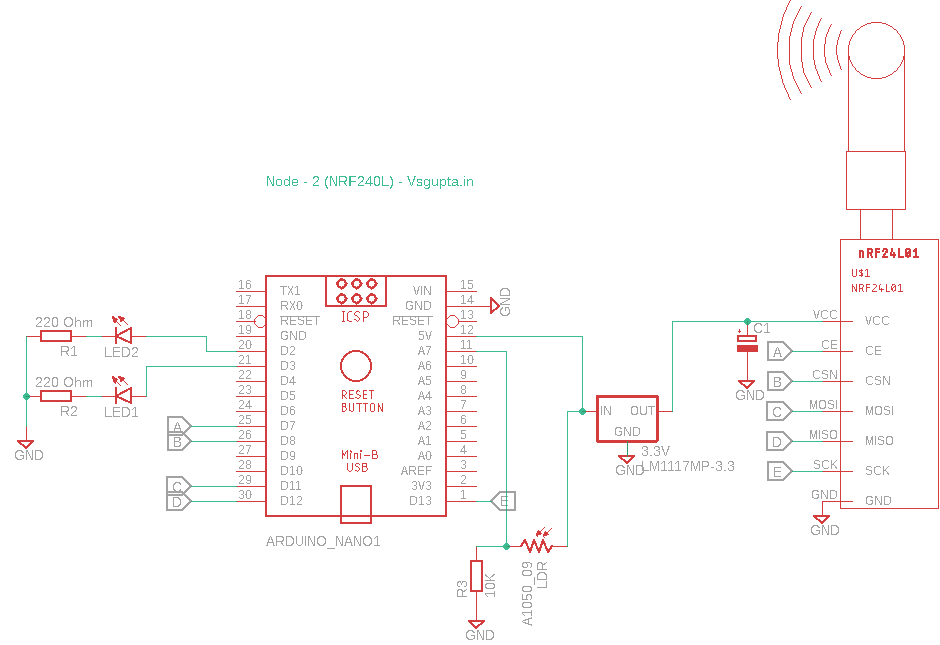 Node - 2 (NRF240L) - Vsgupta.in
nRF24L01
U$1
NRF24L01
VCC VCC
CE CE
CSN CSN
MOSI MOSI
MISO MISO
SCK SCK
GND GND
A
B
C
D
E
GND
C1
+
GND
220 Ohm
R1
LED2
220 Ohm
R2
LED1
GND
A
B
C
D
16 TX1
17 RX0
18 RESET
19 GND
20 D2
21 D3
22 D4
23 D5
24 D6
25 D7
26 D8
27 D9
28 D10
29 D11
30 D12
ICSP
RESET
BUTTON
Mini-B
USB
VIN 15
GND 14
RESET 13
5V 12
A7 11
A6 10
A5 9
A4 8
A3 7
A2 6
A1 5
A0 4
AREF 3
3V3 2
D13 1
GND
E
ARDUINO_NANO1
IN OUT
GND
3.3V
LM1117MP-3.3
GND
R3
10K
GND
A1050_09
LDR